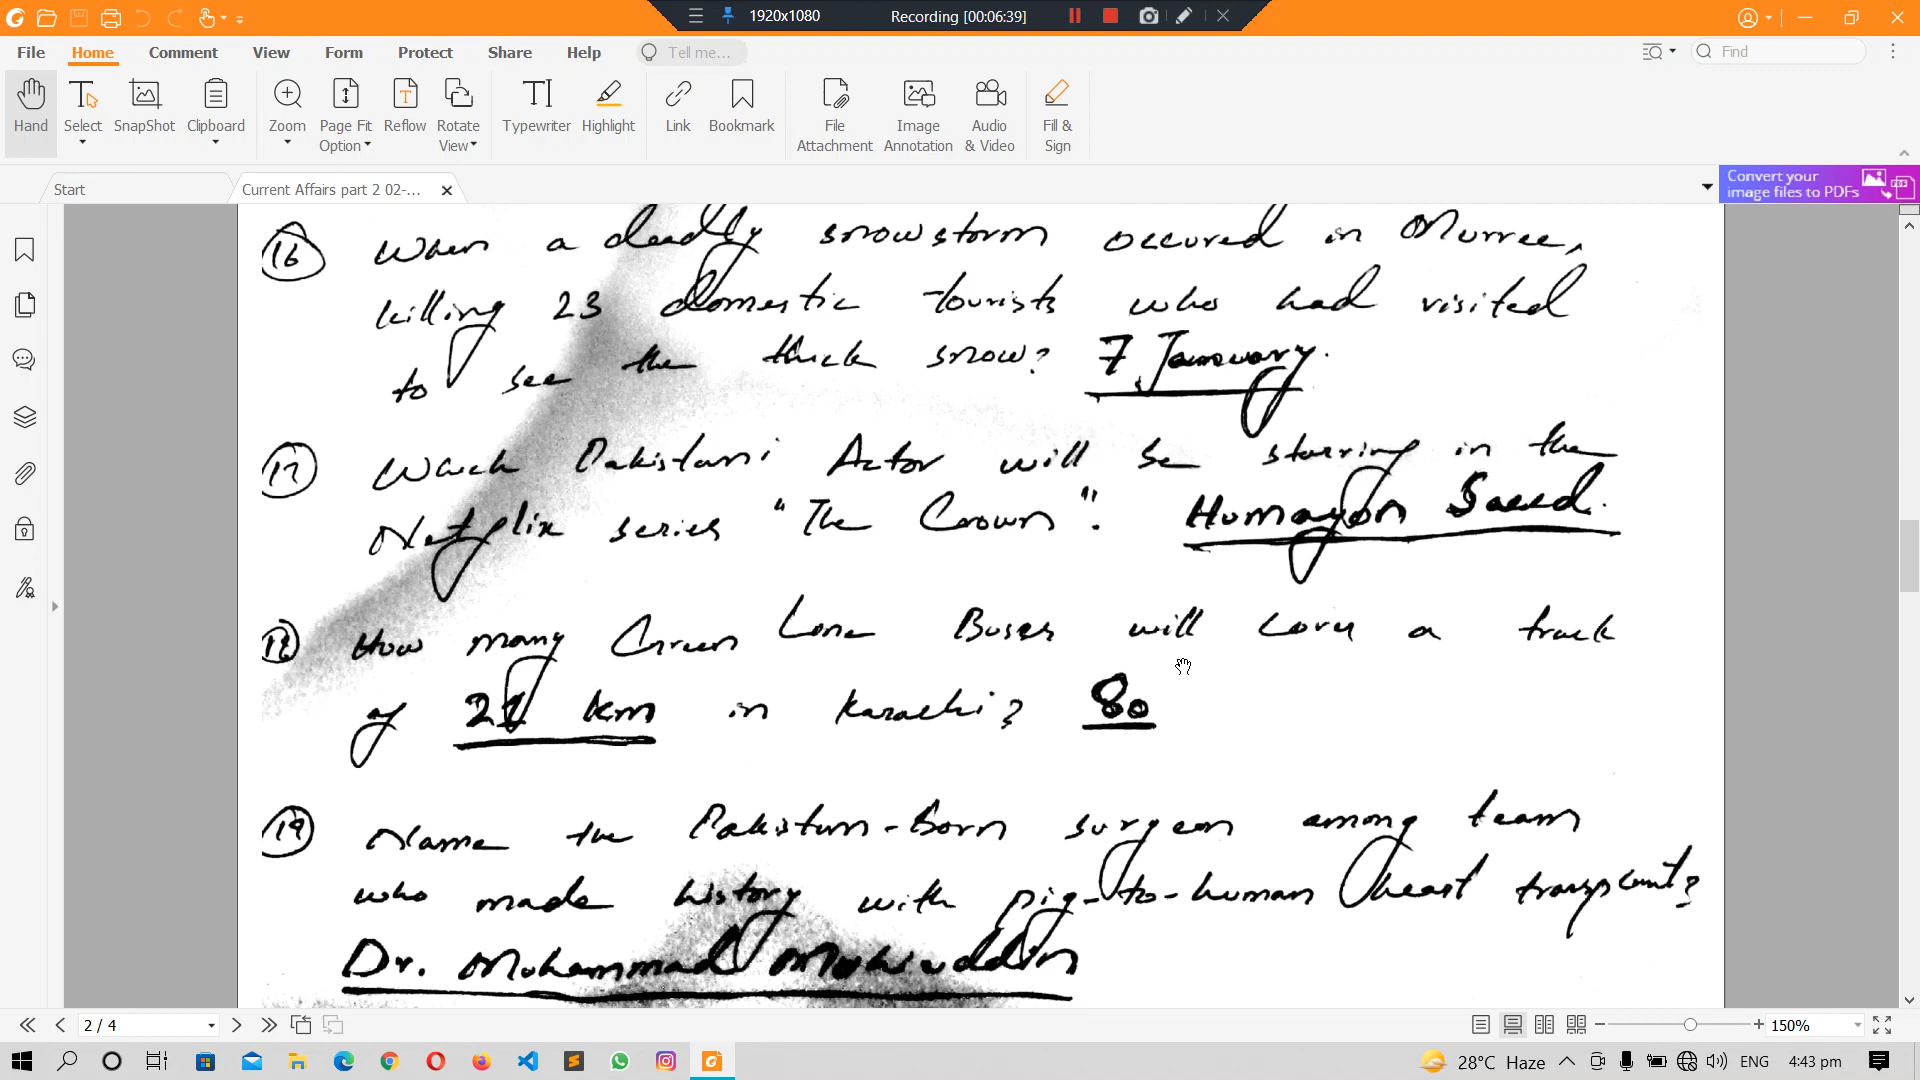 1920x1080 Recording [00:06:39]
File Home Comment View Form Protect Share Help Tell me... Find
Hand Select SnapShot Clipboard Zoom Page Fit Option Reflow Rotate View Typewriter Highlight Link Bookmark File Attachment Image Annotation Audio & Video Fill & Sign
Start Current Affairs part 2 02-... Convert your
image files to PDFs
16 When a deadly snowstorm occured in Murree,
killing 23 domestic tourists who had visited
to see the thick snow? 7 January.
17 Which Pakistani Actor will be starring in the
Netflix series "The Crown". Humayon Saeed.
18 How many Green Line Buses will cover a track
of 21 km in Karachi? 80
19 Name the Pakistan-Born surgeon among team
who made history with pig-to-human heart transplant?
Dr. Muhammad Mohiuddin
2 / 4 150%
28°C Haze ENG 4:43 pm